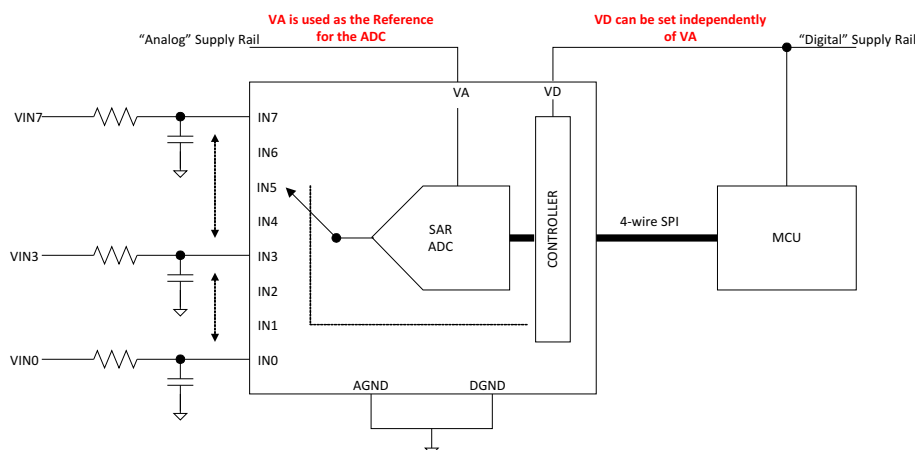 VA is used as the Reference
for the ADC
VD can be set independently
of VA
“Analog” Supply Rail
“Digital” Supply Rail
VA
VD
VIN7
IN7
IN6
IN5
IN4
VIN3
IN3
IN2
IN1
VIN0
IN0
SAR
ADC
CONTROLLER
4-wire SPI
MCU
AGND
DGND